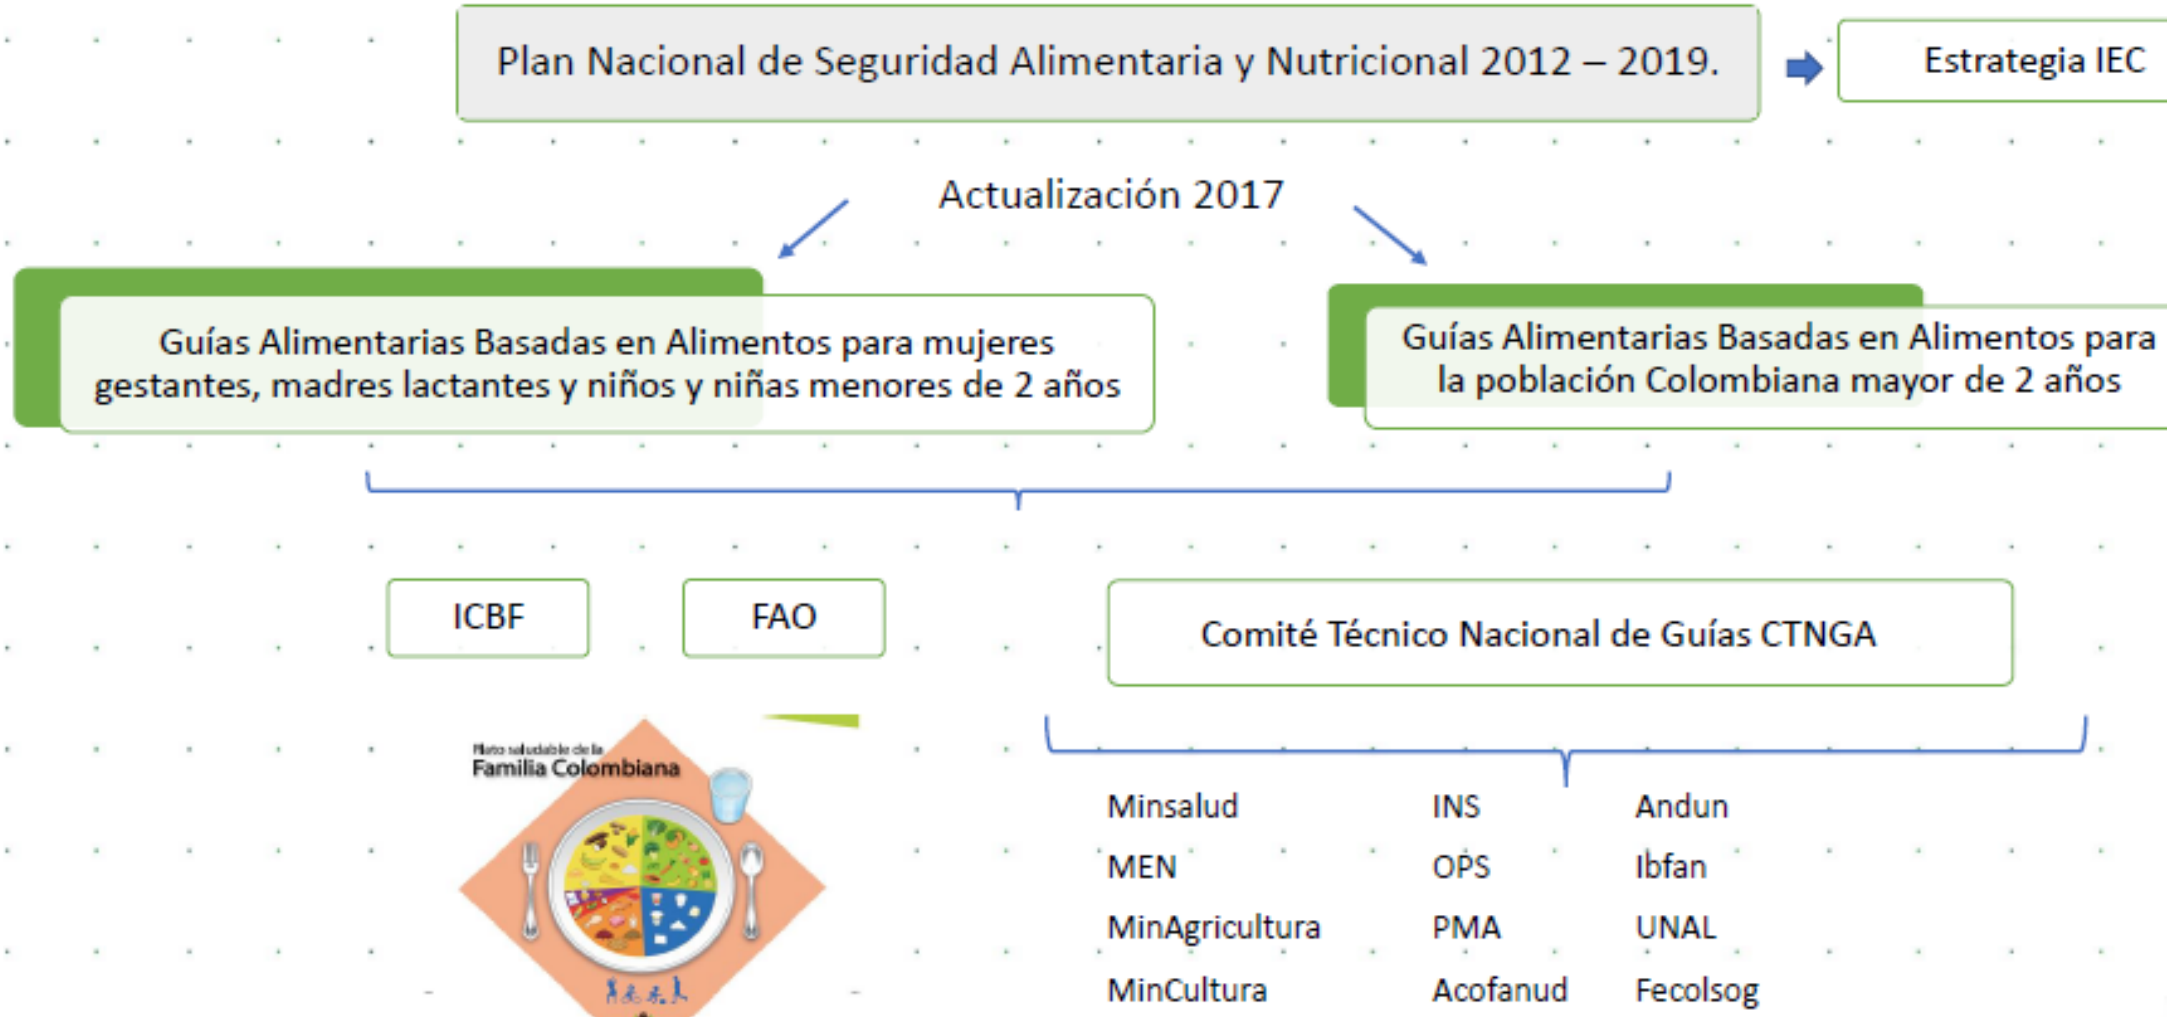 Plan Nacional de Seguridad Alimentaria y Nutricional 2012 – 2019.
Estrategia IEC
Actualización 2017
Guías Alimentarias Basadas en Alimentos para mujeres
gestantes, madres lactantes y niños y niñas menores de 2 años
Guías Alimentarias Basadas en Alimentos para
la población Colombiana mayor de 2 años
ICBF
FAO
Comité Técnico Nacional de Guías CTNGA
Plato saludable de la
Familia Colombiana
Minsalud
INS
Andun
MEN
OPS
Ibfan
MinAgricultura
PMA
UNAL
MinCultura
Acofanud
Fecolsog